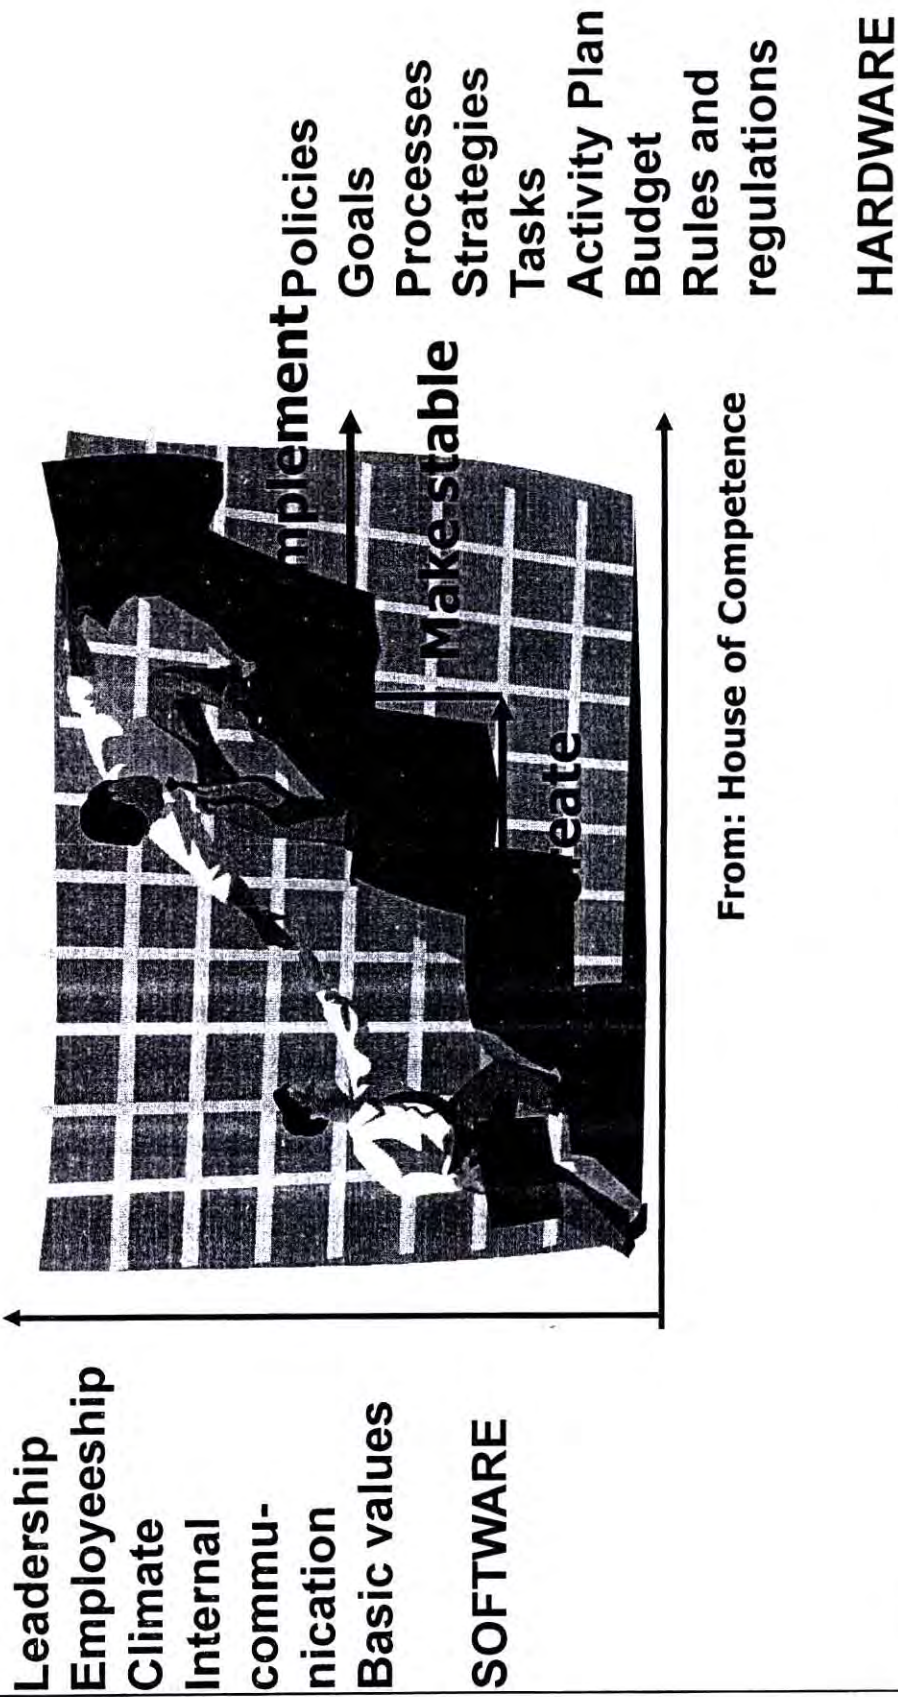 Leadership
Employeeship
Climate
Internal
commu-
nication
Basic values
SOFTWARE
mplement
Make stable
reate
Policies
Goals
Processes
Strategies
Tasks
Activity Plan
Budget
Rules and
regulations
HARDWARE
From: House of Competence